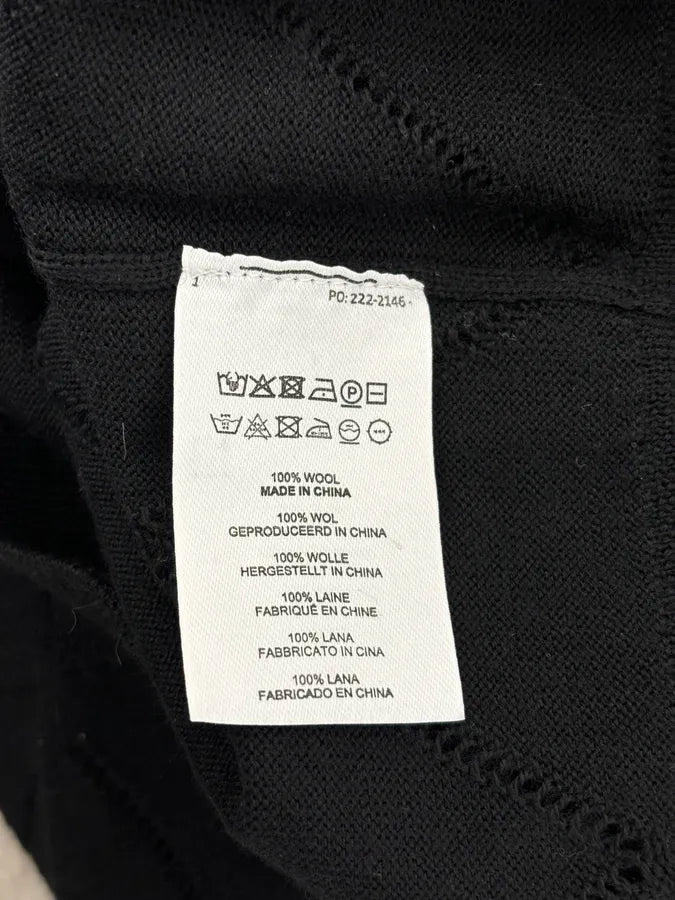 1
PO: 222-2146
P
100% WOOL
MADE IN CHINA
100% WOL
GEPRODUCEERD IN CHINA
100% WOLLE
HERGESTELLT IN CHINA
100% LAINE
FABRIQUÉ EN CHINE
100% LANA
FABBRICATO IN CINA
100% LANA
FABRICADO EN CHINA